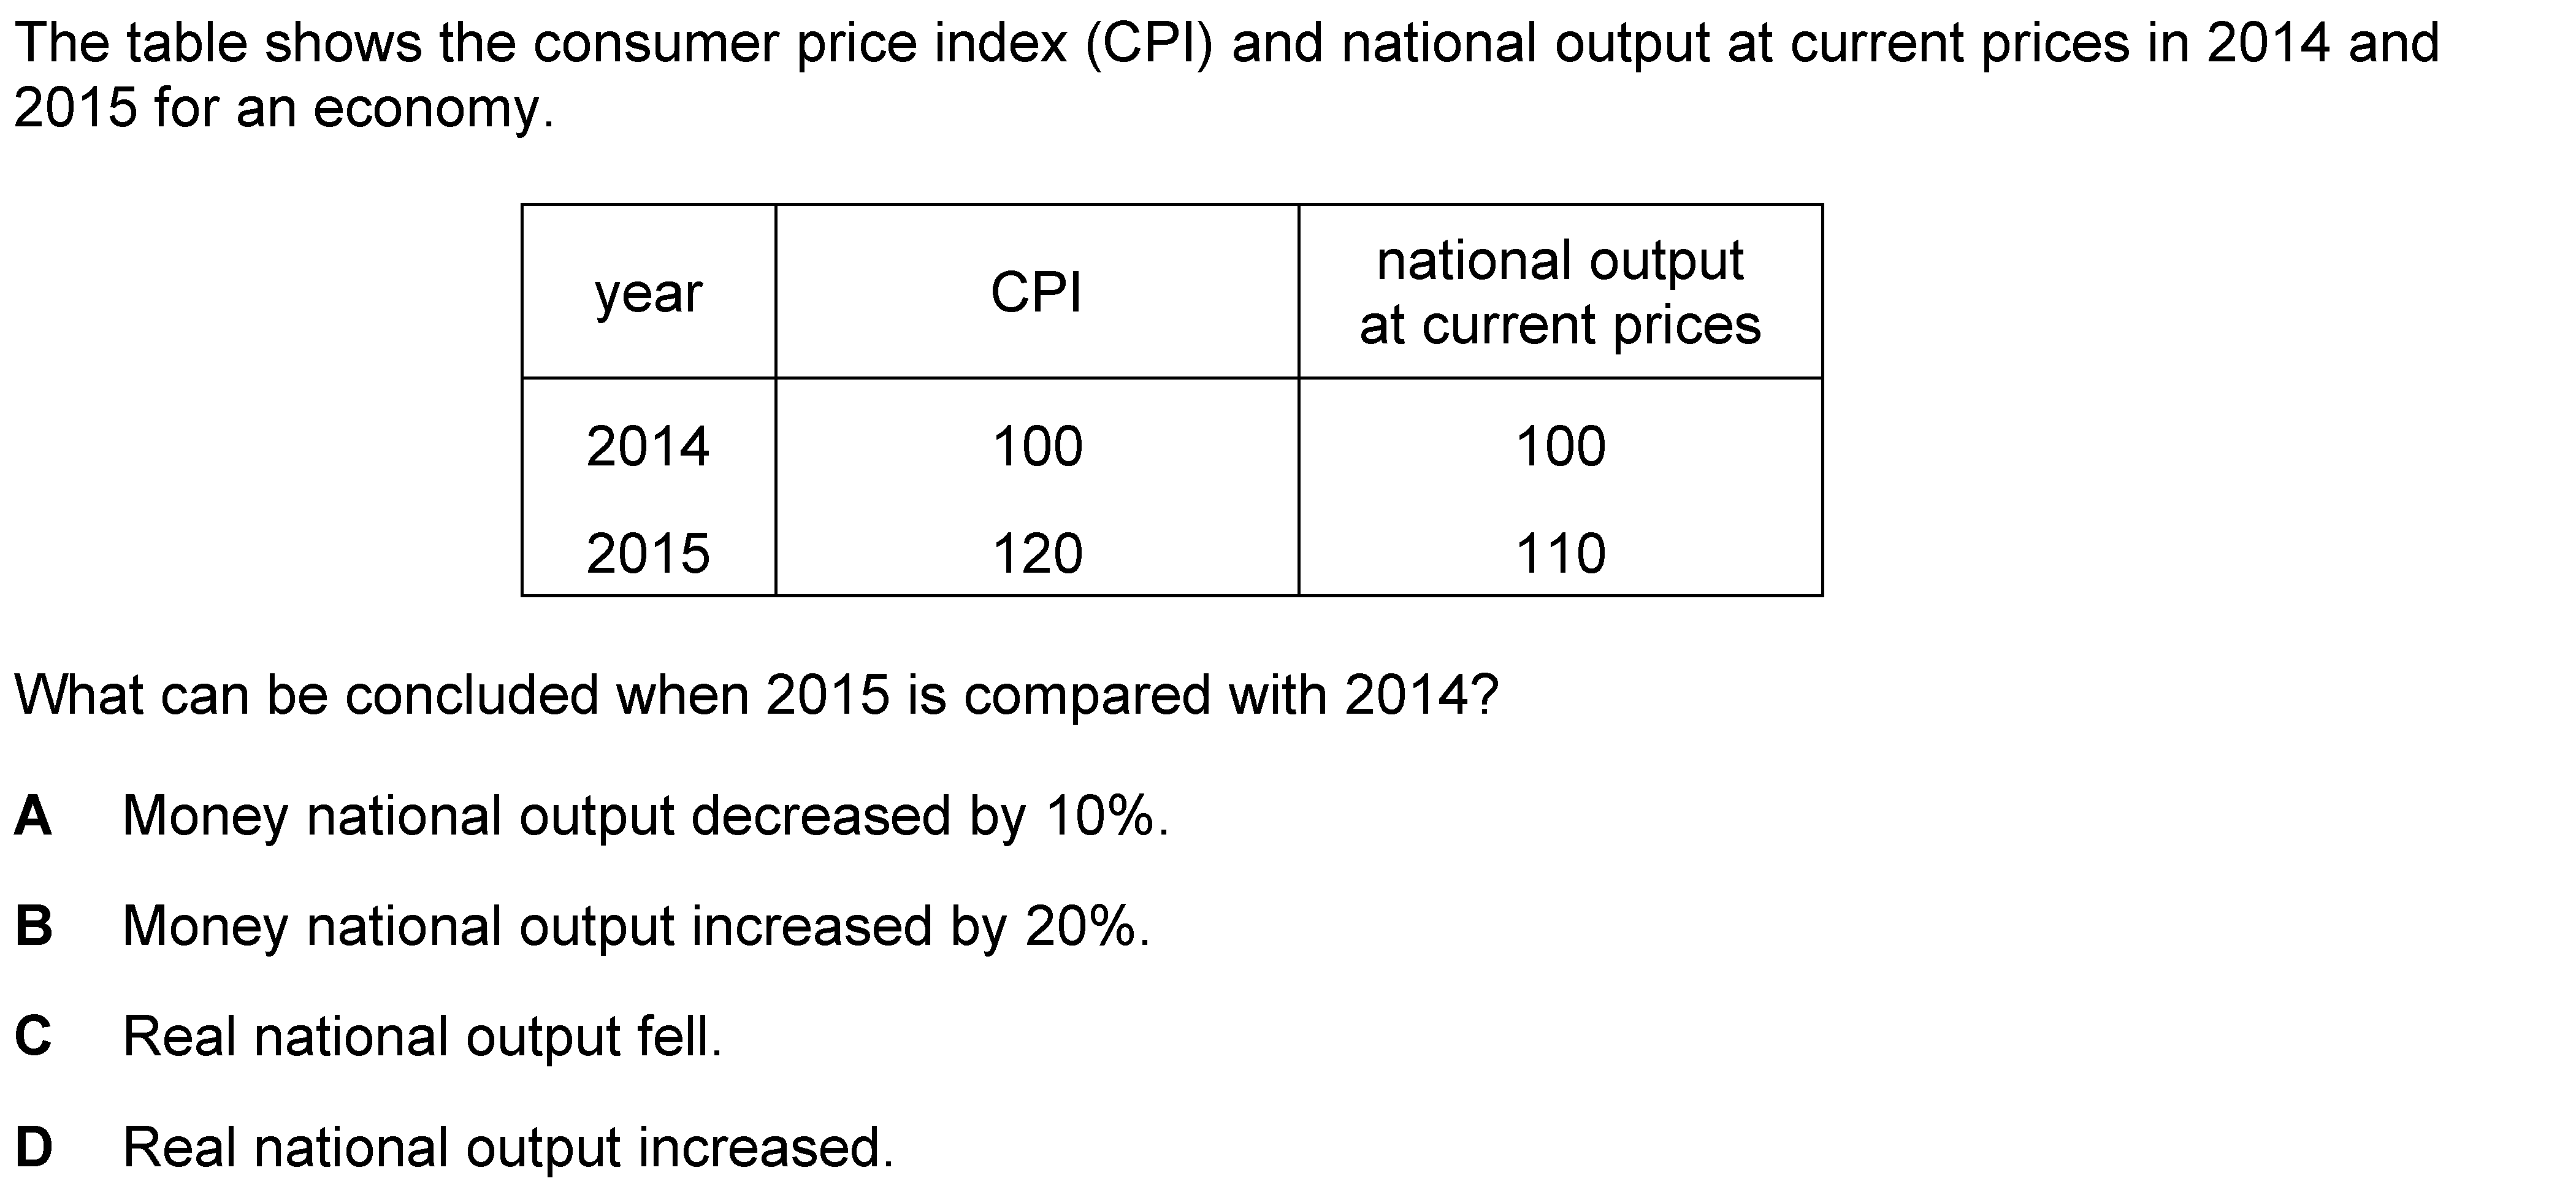 The table shows the consumer price index (CPI) and national output at current prices in 2014 and
2015 for an economy.
year CPI national output
at current prices
2014 100 100
2015 120 110
What can be concluded when 2015 is compared with 2014?
A Money national output decreased by 10%.
B Money national output increased by 20%.
C Real national output fell.
D Real national output increased.